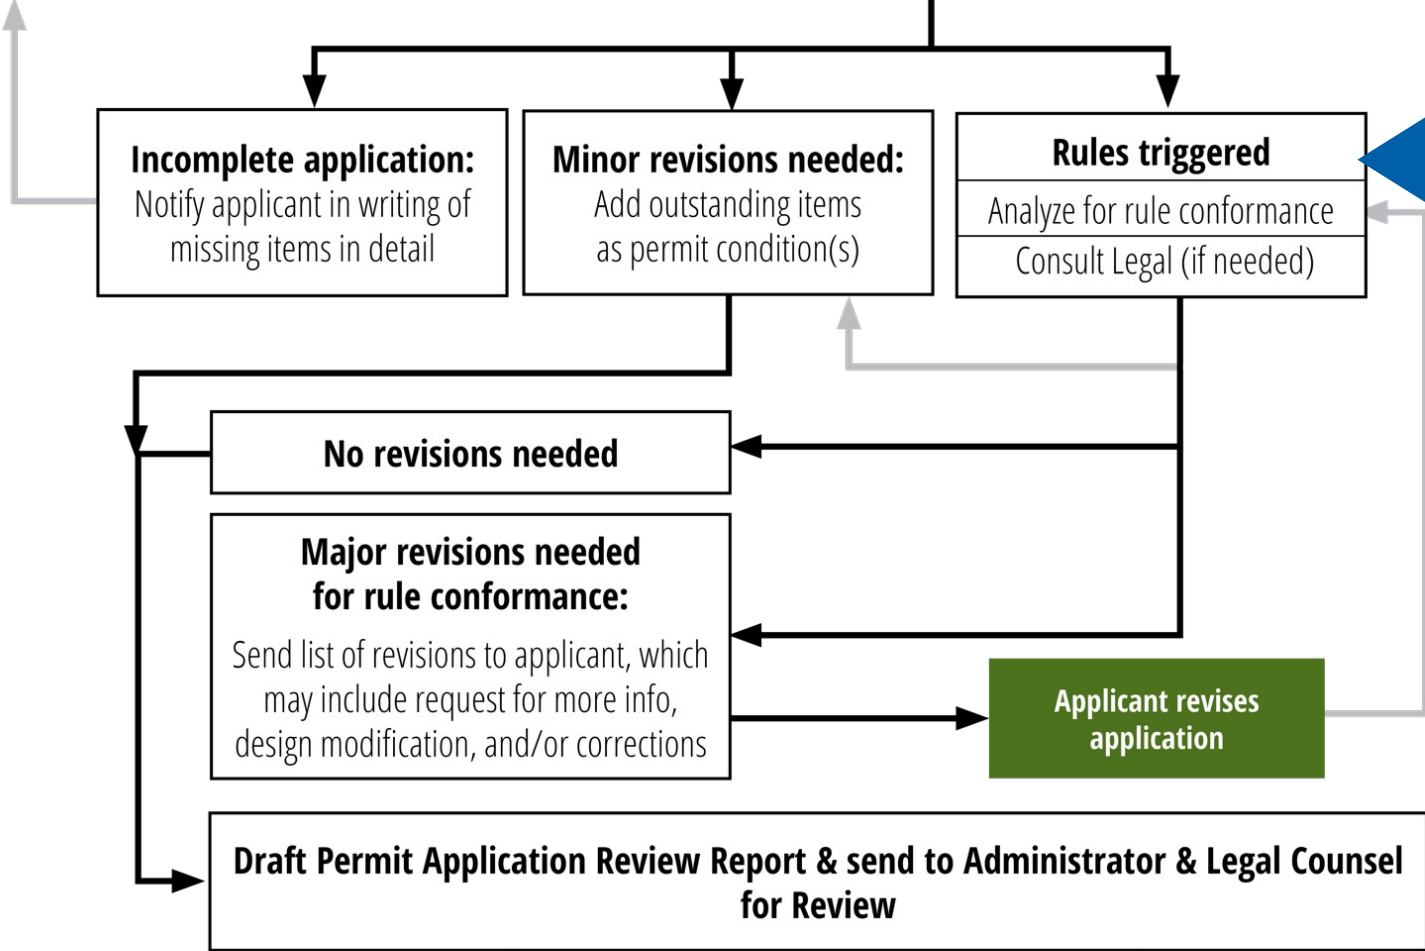 Incomplete application:
Notify applicant in writing of
missing items in detail
Minor revisions needed:
Add outstanding items
as permit condition(s)
Rules triggered
Analyze for rule conformance
Consult Legal (if needed)
No revisions needed
Major revisions needed
for rule conformance:
Send list of revisions to applicant, which
may include request for more info,
design modification, and/or corrections
Applicant revises
application
Draft Permit Application Review Report & send to Administrator & Legal Counsel
for Review